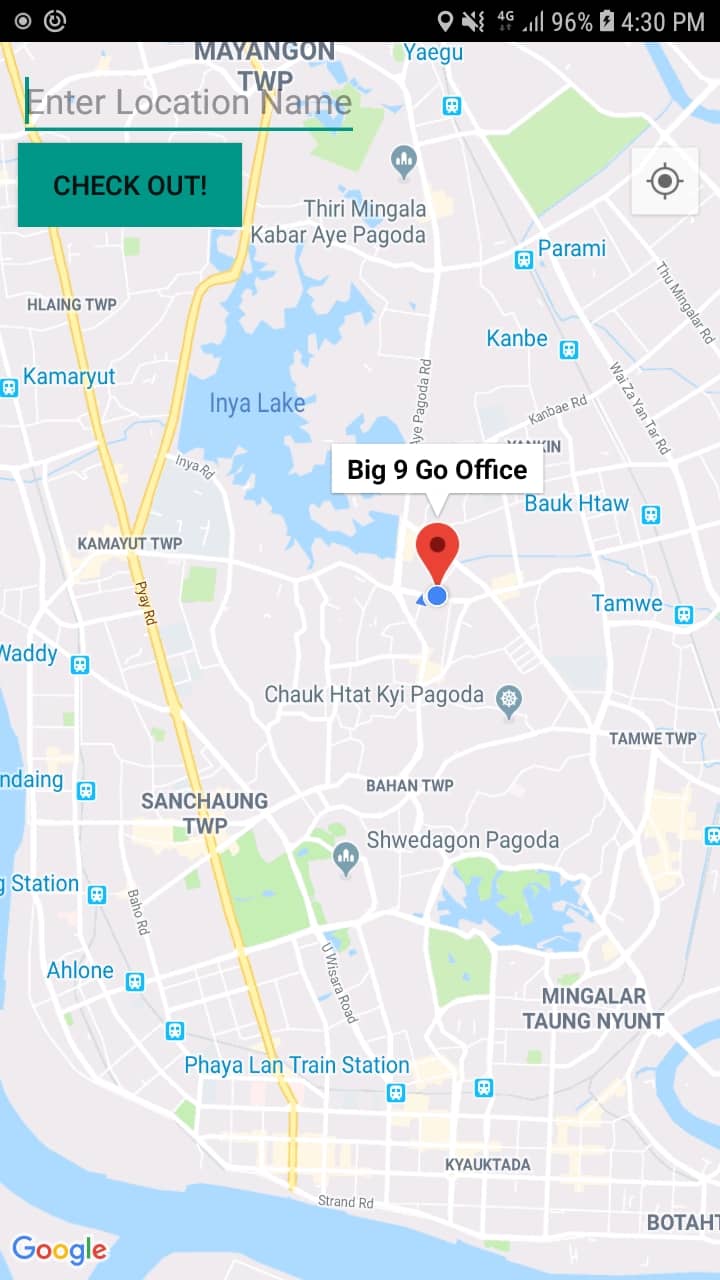 4G 96% 4:30 PM
MAYANGON
TWP
Yaegu
Enter Location Name
CHECK OUT!
Thiri Mingala
Kabar Aye Pagoda
Parami
Thu Mingalar Rd
HLAING TWP
Kanbe
Kamaryut
Wai Za Yan Tar Rd
Inya Lake
Aye Pagoda Rd
Kanbae Rd
YANKIN
Inya Rd
Big 9 Go Office
Bauk Htaw
KAMAYUT TWP
Pyay Rd
Tamwe
Waddy
Chauk Htat Kyi Pagoda
TAMWE TWP
ndaing
BAHAN TWP
SANCHAUNG
TWP
Shwedagon Pagoda
g Station
Baho Rd
U Wisara Road
Ahlone
MINGALAR
TAUNG NYUNT
Phaya Lan Train Station
KYAUKTADA
Strand Rd
BOTAHT
Google